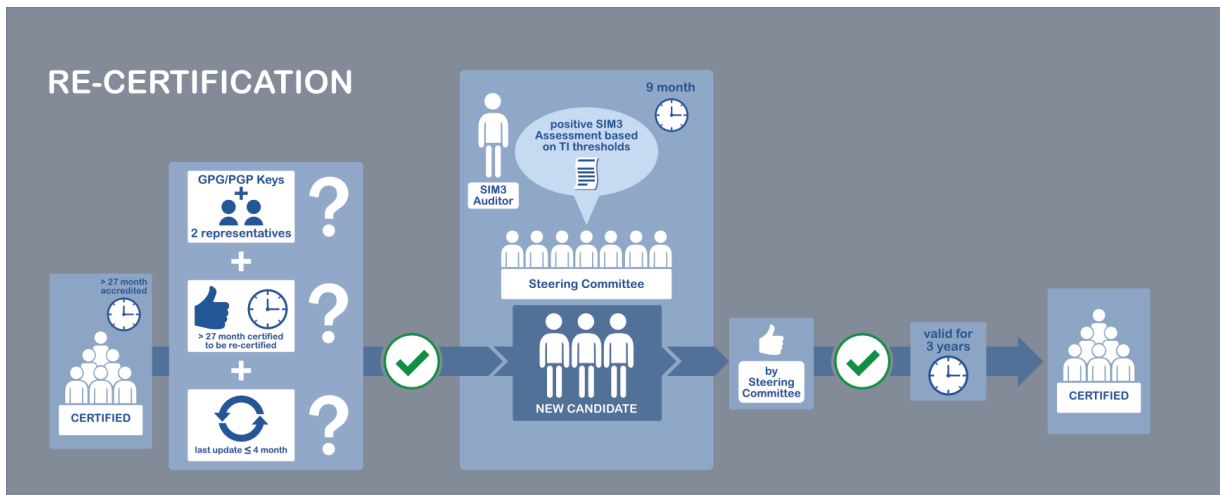 RE-CERTIFICATION
> 27 month
accredited
CERTIFIED
GPG/PGP Keys
+
2 representatives
?
+
> 27 month certified
to be re-certified
?
+
last update ≤ 4 month
?
9 month
positive SIM3
Assessment based
on TI thresholds
SIM3
Auditor
Steering Committee
NEW CANDIDATE
by
Steering
Committee
valid for
3 years
CERTIFIED